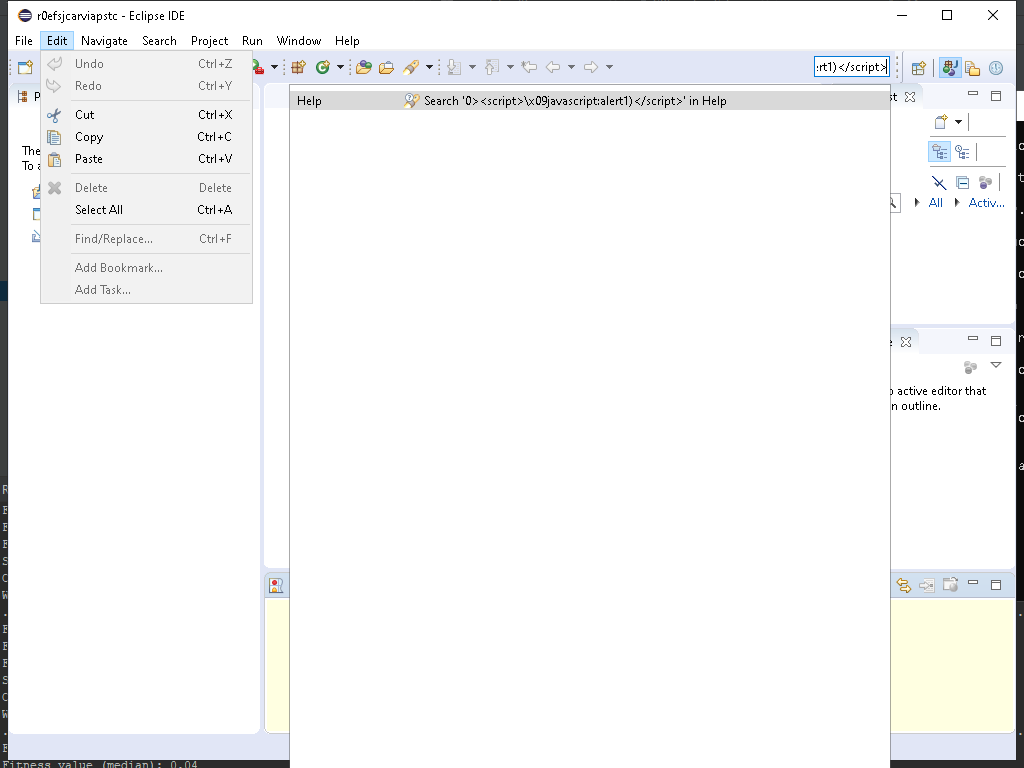 r0efsjcarviapstc - Eclipse IDE
File Edit Navigate Search Project Run Window Help
Undo Ctrl+Z
Redo Ctrl+Y
Cut Ctrl+X
Copy Ctrl+C
Paste Ctrl+V
Delete Delete
Select All Ctrl+A
Find/Replace... Ctrl+F
Add Bookmark...
Add Task...
:rt1)</script>
Help Search '0><script>\x09javascript:alert1)</script>' in Help
All Activ...
active editor that
outline.
Fitness value (median): 0.04